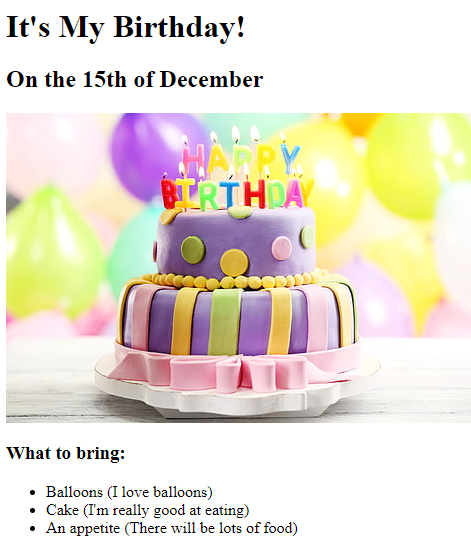 It's My Birthday!
On the 15th of December
HAPPY
BIRTHDAY
What to bring:
Balloons (I love balloons)
Cake (I'm really good at eating)
An appetite (There will be lots of food)